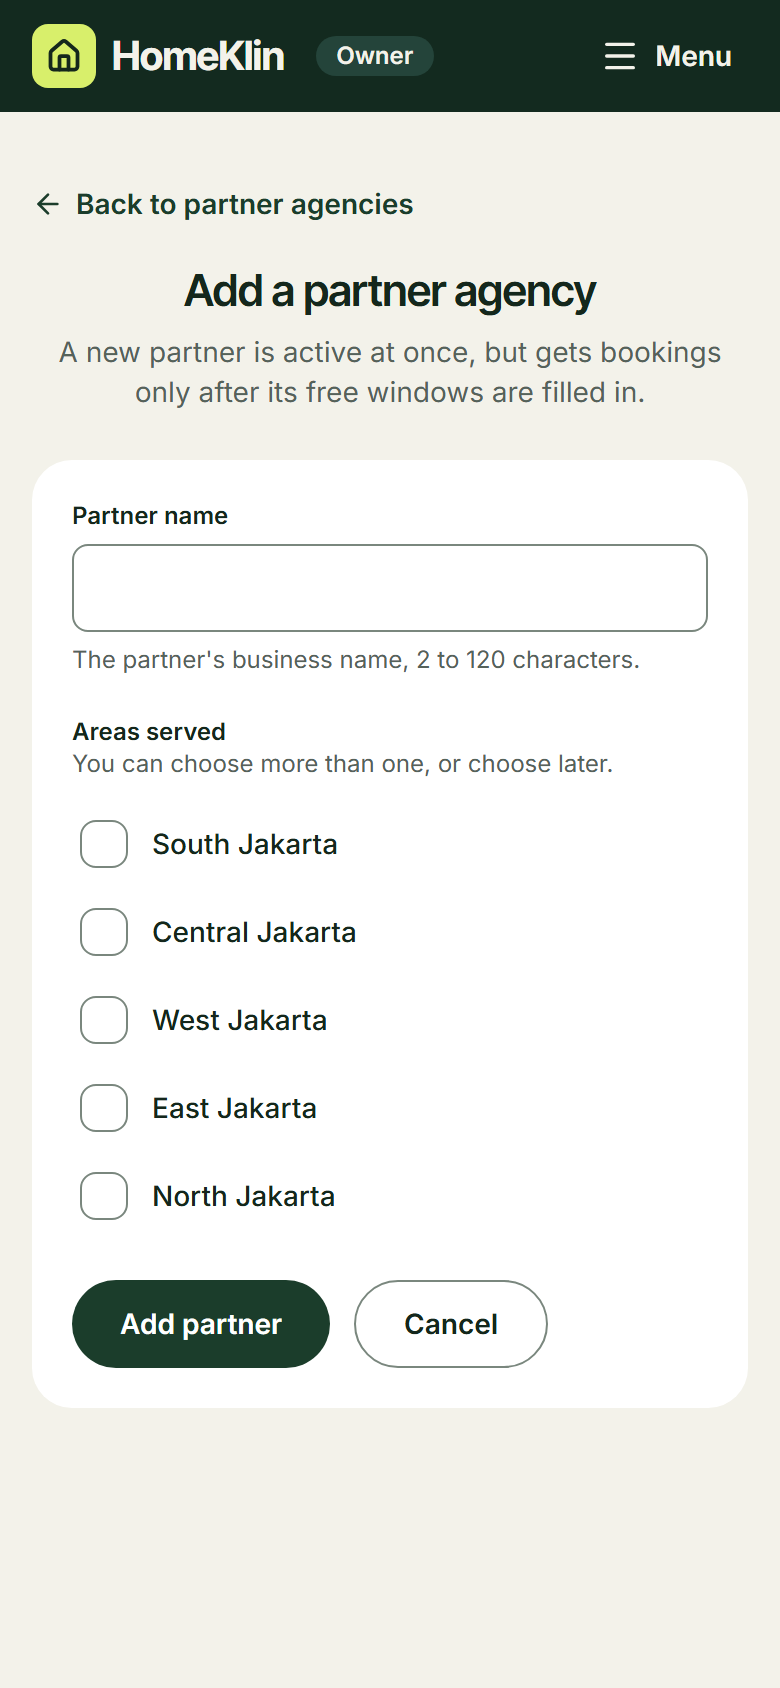 HomeKlin
Owner
Menu
Back to partner agencies
Add a partner agency
A new partner is active at once, but gets bookings
only after its free windows are filled in.
Partner name
The partner's business name, 2 to 120 characters.
Areas served
You can choose more than one, or choose later.
South Jakarta
Central Jakarta
West Jakarta
East Jakarta
North Jakarta
Add partner
Cancel